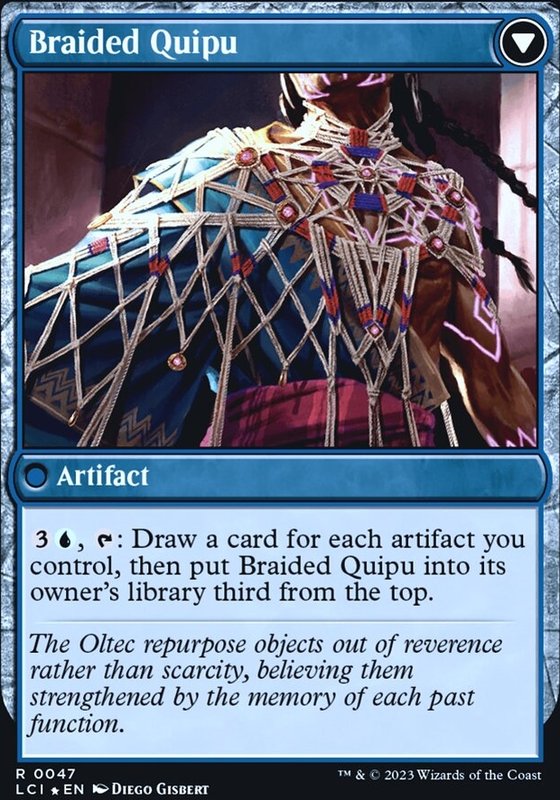 Braided Quipu
Artifact
3, : Draw a card for each artifact you
control, then put Braided Quipu into its
owner's library third from the top.
The Oltec repurpose objects out of reverence
rather than scarcity, believing them
strengthened by the memory of each past
function.
R 0047
LCI ★ EN Diego Gisbert
™ & © 2023 Wizards of the Coast